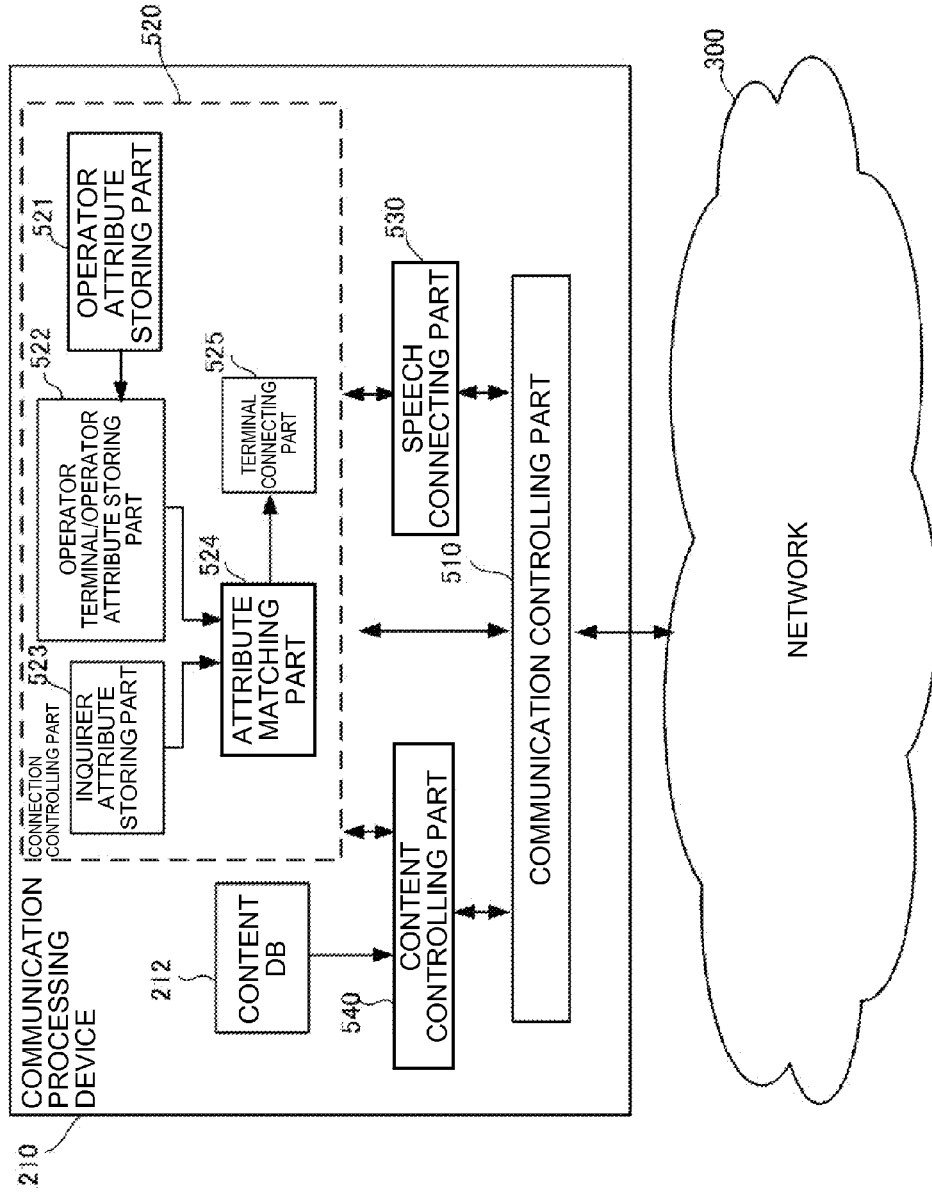 COMMUNICATION
PROCESSING
DEVICE
210
CONNECTION
CONTROLLING PART
520
INQUIRER
ATTRIBUTE
STORING PART
523
OPERATOR
TERMINAL/OPERATOR
ATTRIBUTE STORING
PART
522
OPERATOR
ATTRIBUTE
STORING PART
521
ATTRIBUTE
MATCHING
PART
524
TERMINAL
CONNECTING
PART
525
CONTENT
DB
212
CONTENT
CONTROLLING PART
540
SPEECH
CONNECTING PART
530
COMMUNICATION CONTROLLING PART
510
NETWORK
300